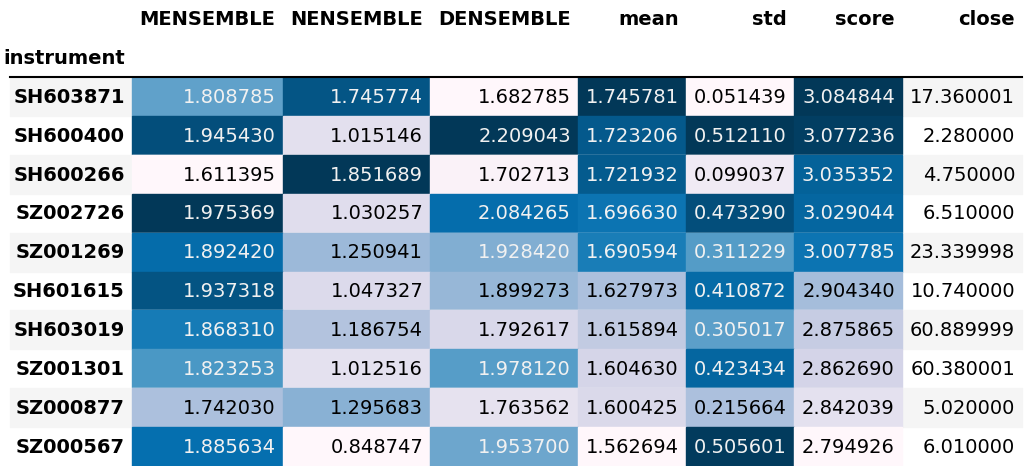 MENSEMBLE NENSEMBLE DENSEMBLE mean std score close
instrument
SH603871 1.808785 1.745774 1.682785 1.745781 0.051439 3.084844 17.360001
SH600400 1.945430 1.015146 2.209043 1.723206 0.512110 3.077236 2.280000
SH600266 1.611395 1.851689 1.702713 1.721932 0.099037 3.035352 4.750000
SZ002726 1.975369 1.030257 2.084265 1.696630 0.473290 3.029044 6.510000
SZ001269 1.892420 1.250941 1.928420 1.690594 0.311229 3.007785 23.339998
SH601615 1.937318 1.047327 1.899273 1.627973 0.410872 2.904340 10.740000
SH603019 1.868310 1.186754 1.792617 1.615894 0.305017 2.875865 60.889999
SZ001301 1.823253 1.012516 1.978120 1.604630 0.423434 2.862690 60.380001
SZ000877 1.742030 1.295683 1.763562 1.600425 0.215664 2.842039 5.020000
SZ000567 1.885634 0.848747 1.953700 1.562694 0.505601 2.794926 6.010000